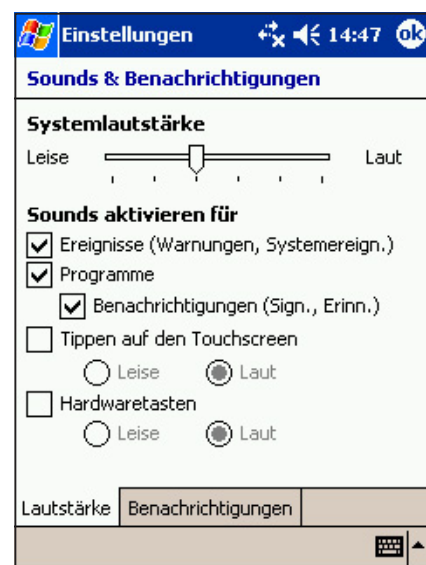 Einstellungen 14:47 ok
Sounds & Benachrichtigungen
Systemlautstärke
Leise Laut
Sounds aktivieren für
Ereignisse (Warnungen, Systemereign.)
Programme
Benachrichtigungen (Sign., Erinn.)
Tippen auf den Touchscreen
Leise Laut
Hardwaretasten
Leise Laut
Lautstärke Benachrichtigungen